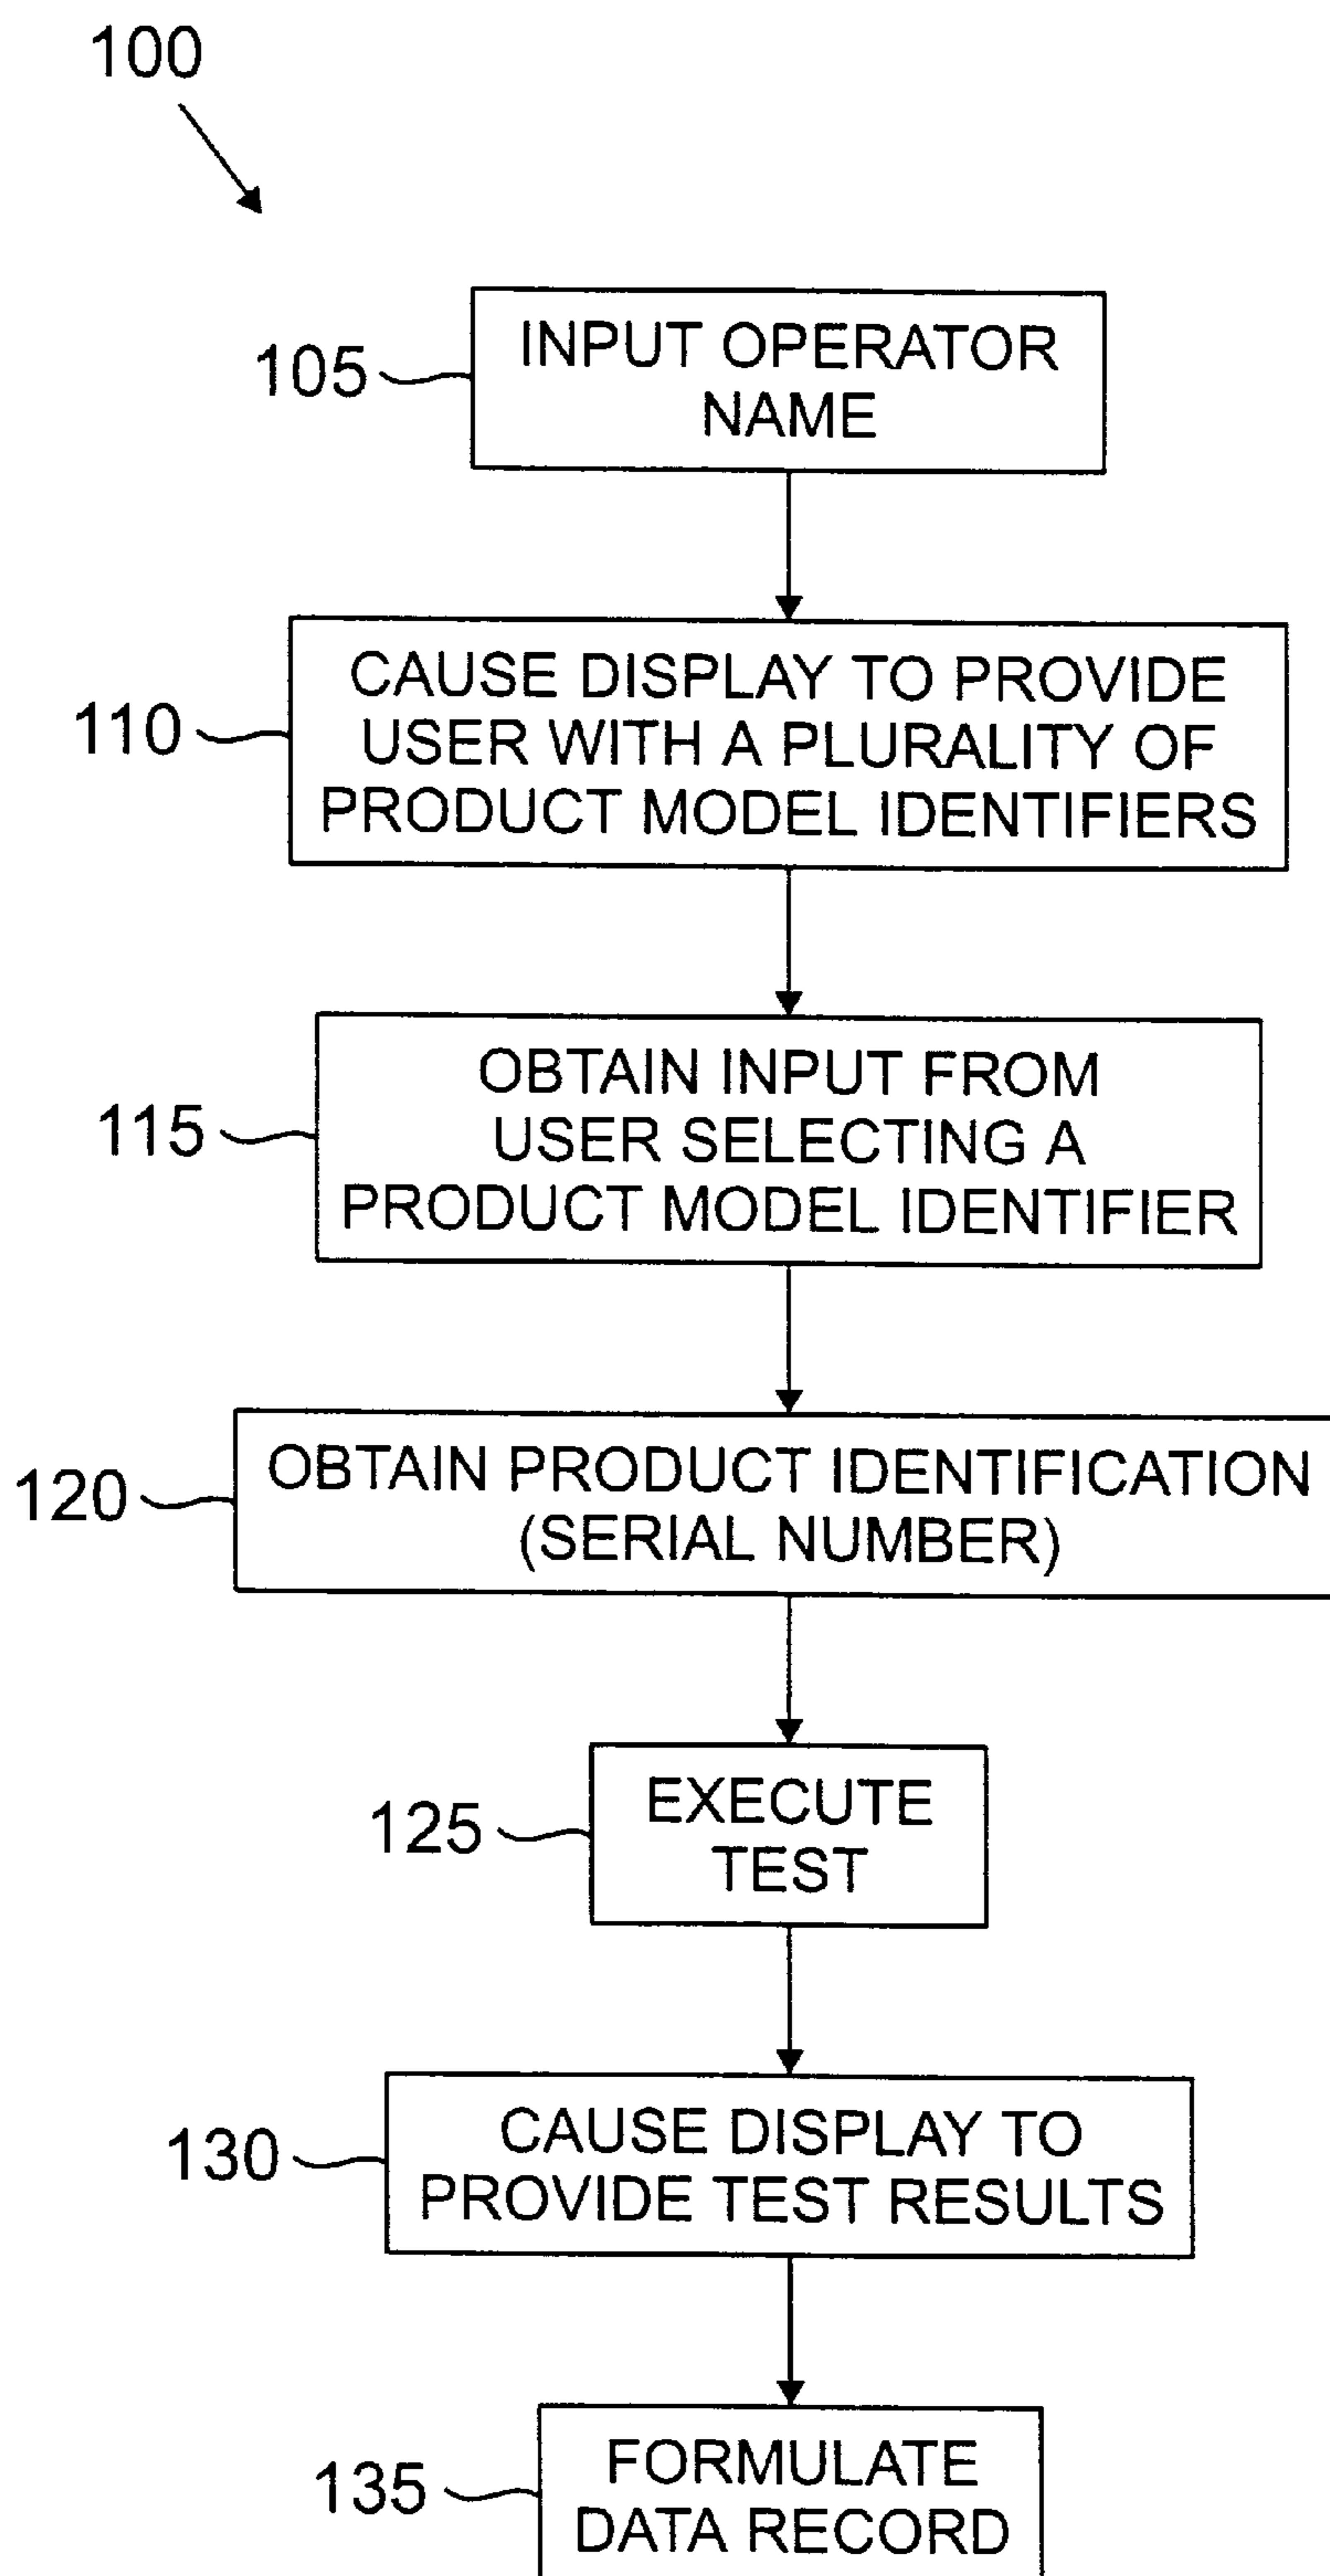 100
105
INPUT OPERATOR
NAME
110
CAUSE DISPLAY TO PROVIDE
USER WITH A PLURALITY OF
PRODUCT MODEL IDENTIFIERS
115
OBTAIN INPUT FROM
USER SELECTING A
PRODUCT MODEL IDENTIFIER
120
OBTAIN PRODUCT IDENTIFICATION
(SERIAL NUMBER)
125
EXECUTE
TEST
130
CAUSE DISPLAY TO
PROVIDE TEST RESULTS
135
FORMULATE
DATA RECORD